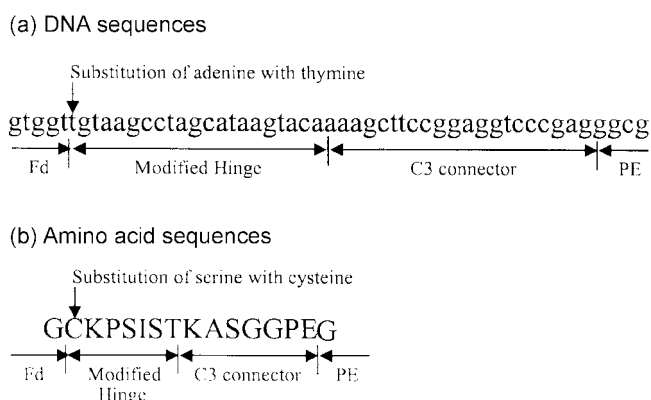 (a) DNA sequences
Substitution of adenine with thymine
gtggttgtaagcctagcataagtacaaaagcttccggaggtcccgagggcg
Fd Modified Hinge C3 connector PE
(b) Amino acid sequences
Substitution of serine with cysteine
GCKPSISTKASGGPEG
Fd Modified C3 connector PE
Hinge